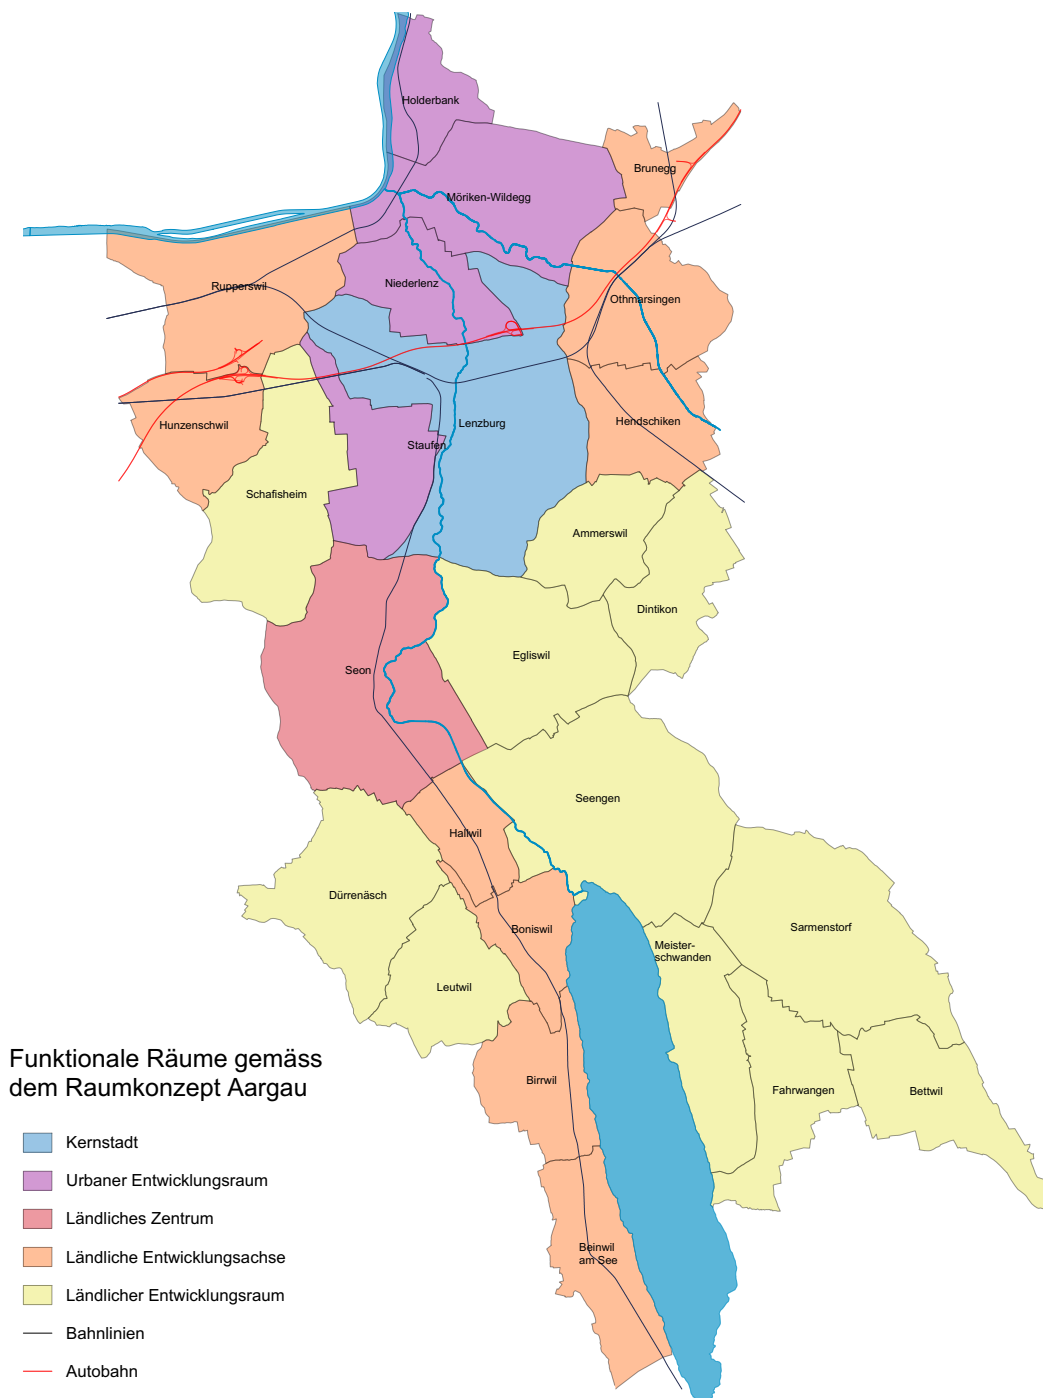 Holderbank
Brunegg
Möriken-Wildegg
Rupperswil
Niederlenz
Othmarsingen
Hunzenschwil
Lenzburg
Hendschiken
Staufen
Schafisheim
Ammerswil
Dintikon
Egliswil
Seon
Seengen
Hallwil
Dürrenäsch
Boniswil
Sarmenstorf
Meister-
schwanden
Leutwil
Birrwil
Fahrwangen
Bettwil
Beinwil
am See
Funktionale Räume gemäss
dem Raumkonzept Aargau
Kernstadt
Urbaner Entwicklungsraum
Ländliches Zentrum
Ländliche Entwicklungsachse
Ländlicher Entwicklungsraum
Bahnlinien
Autobahn